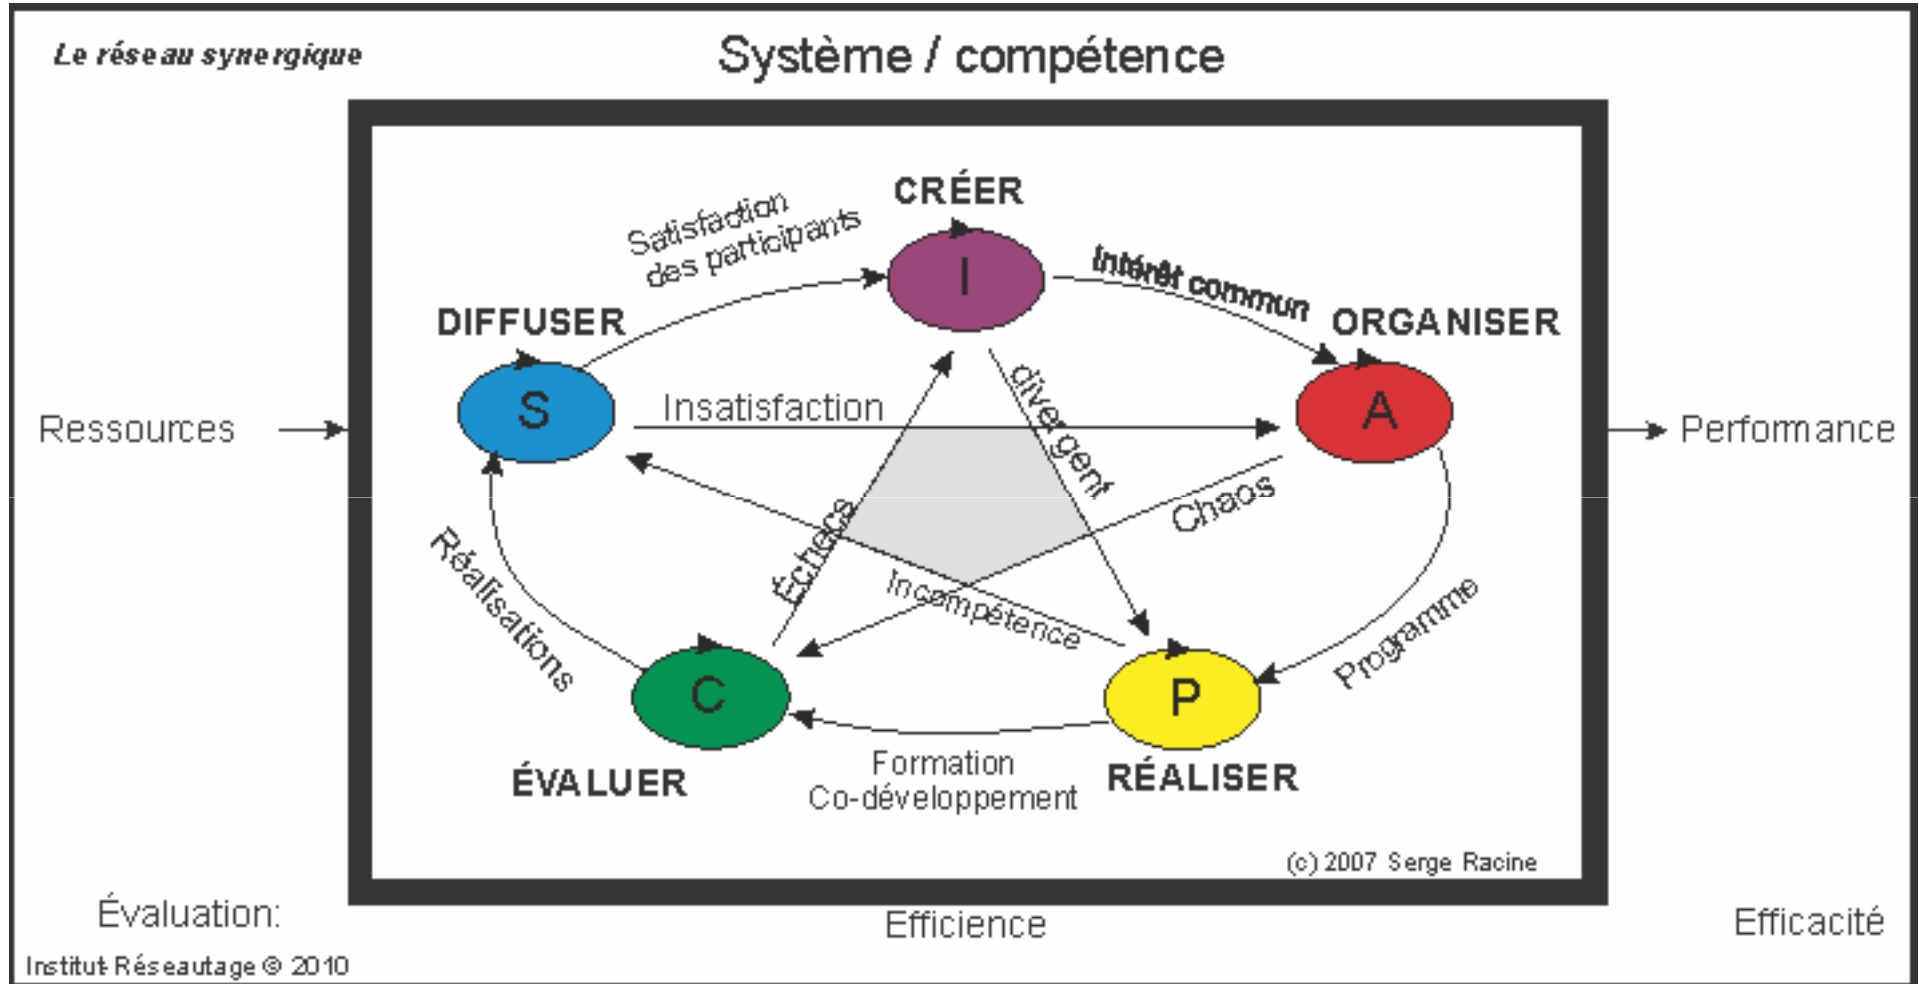 Le réseau synergique
Système / compétence
CRÉER
Satisfaction
des participants
I
Intérêt commun
DIFFUSER
ORGANISER
S
A
Insatisfaction
divergent
Ressources
Performance
Chaos
Échecs
Réalisations
Incompétence
Programme
C
P
Formation
Co-développement
ÉVALUER
RÉALISER
(c) 2007 Serge Racine
Évaluation:
Efficience
Efficacité
Institut-Réseautage © 2010